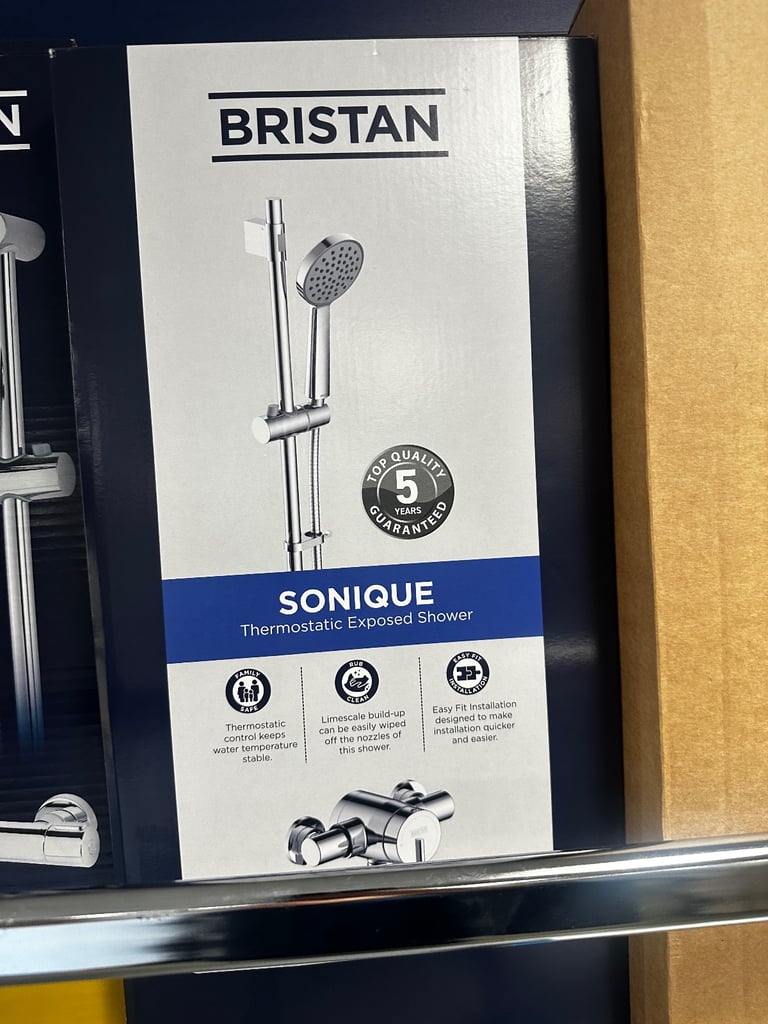 N
BRISTAN
TOP QUALITY
5
YEARS
GUARANTEED
SONIQUE
Thermostatic Exposed Shower
FAMILY
SAFE
Thermostatic
control keeps
water temperature
stable.
RUB
CLEAN
Limescale build-up
can be easily wiped
off the nozzles of
this shower.
EASY FIT
INSTALLATION
Easy Fit Installation
designed to make
installation quicker
and easier.
BRISTAN